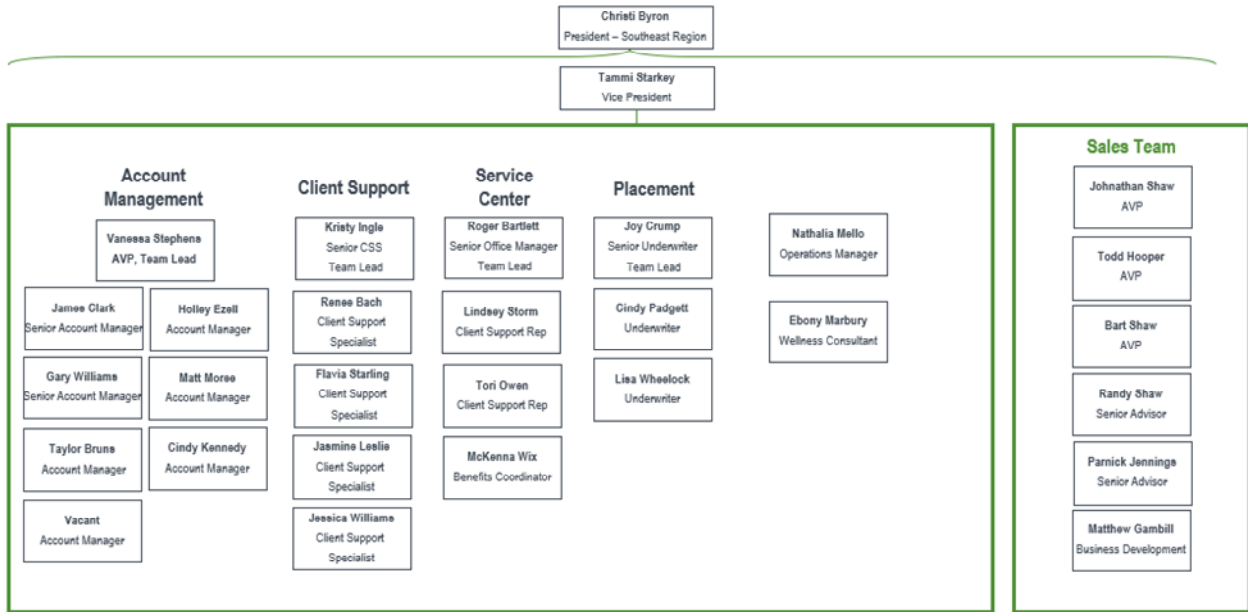 Christi Byron
President – Southeast Region
Tammi Starkey
Vice President
Account
Management
Vanessa Stephens
AVP, Team Lead
James Clark
Senior Account Manager
Holley Ezell
Account Manager
Gary Williams
Senior Account Manager
Matt Moree
Account Manager
Taylor Bruns
Account Manager
Cindy Kennedy
Account Manager
Vacant
Account Manager
Client Support
Kristy Ingle
Senior CSS
Team Lead
Renee Bach
Client Support
Specialist
Flavia Starling
Client Support
Specialist
Jasmine Leslie
Client Support
Specialist
Jessica Williams
Client Support
Specialist
Service
Center
Roger Bartlett
Senior Office Manager
Team Lead
Lindsey Storm
Client Support Rep
Tori Owen
Client Support Rep
McKenna Wix
Benefits Coordinator
Placement
Joy Crump
Senior Underwriter
Team Lead
Cindy Padgett
Underwriter
Lisa Wheelock
Underwriter
Nathalia Mello
Operations Manager
Ebony Marbury
Wellness Consultant
Sales Team
Johnathan Shaw
AVP
Todd Hooper
AVP
Bart Shaw
AVP
Randy Shaw
Senior Advisor
Parnick Jennings
Senior Advisor
Matthew Gambill
Business Development